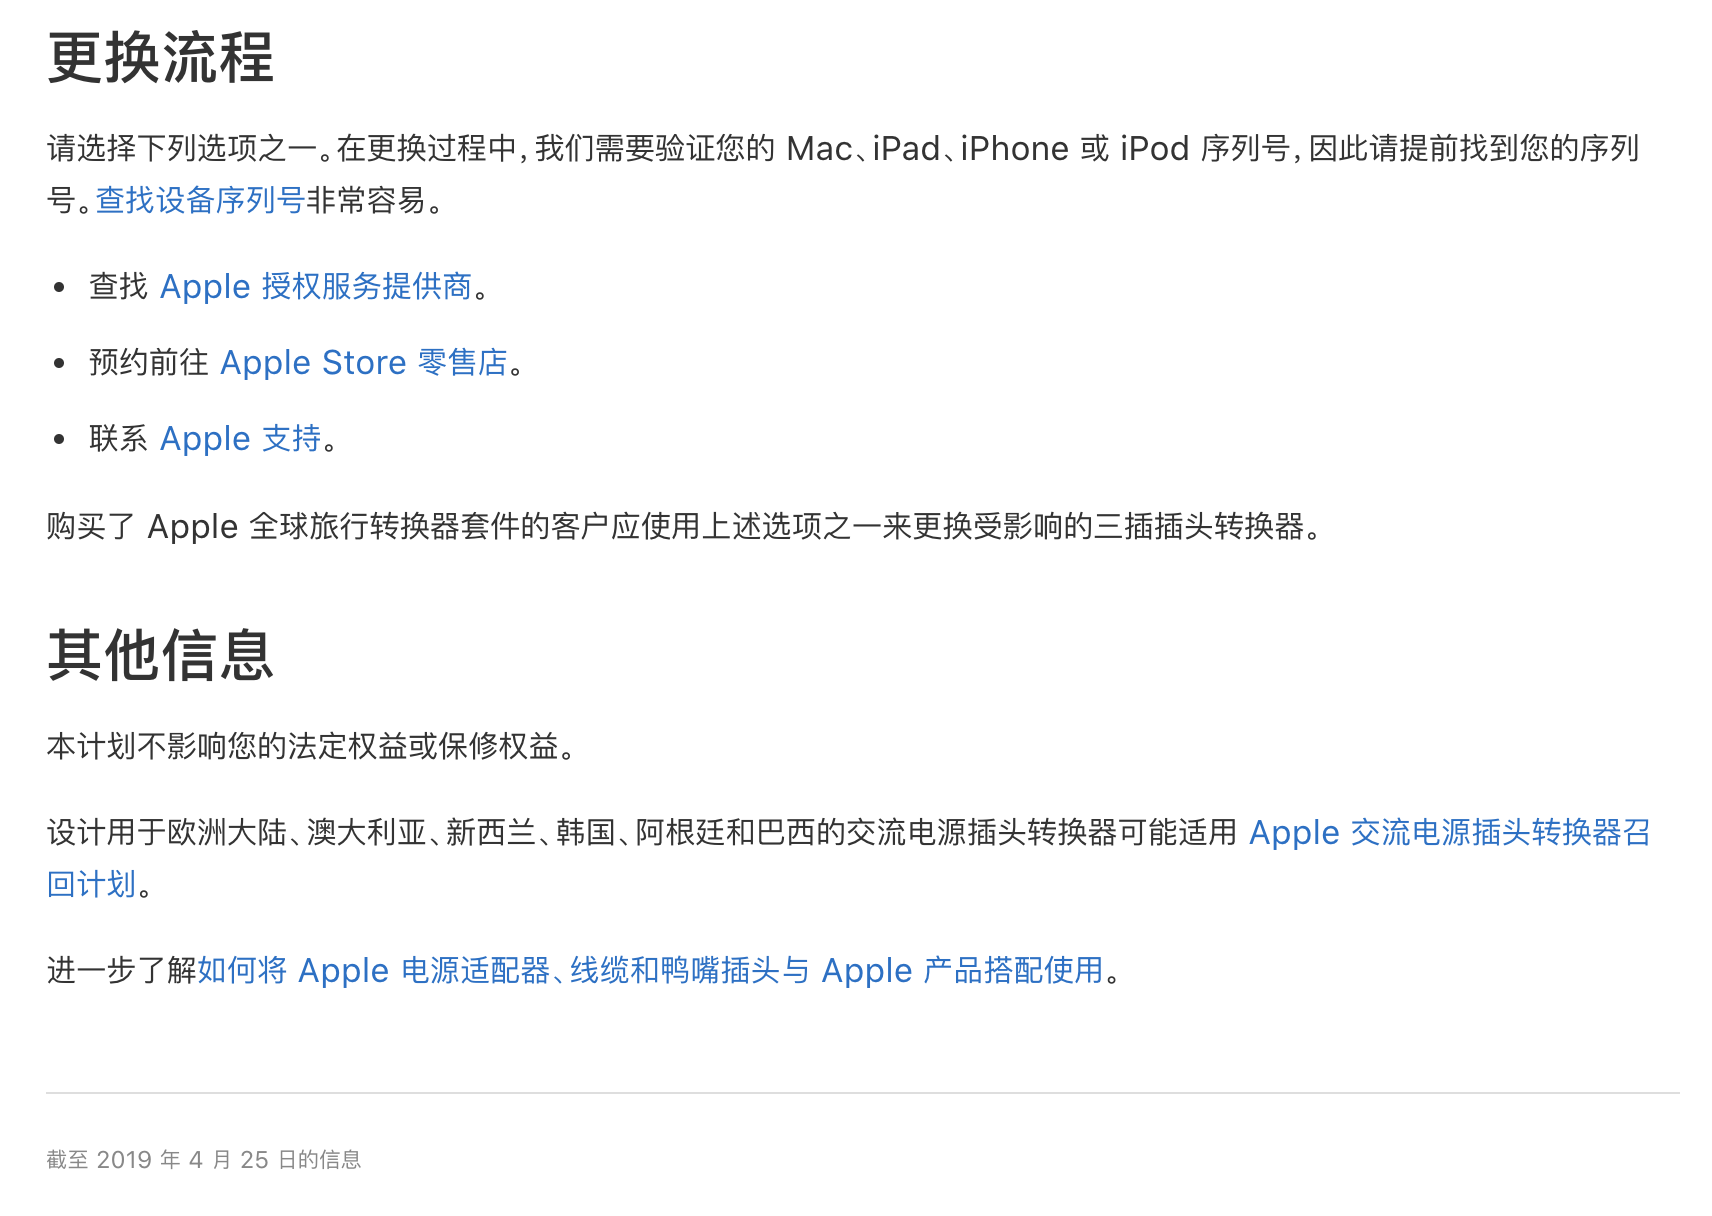 更换流程
请选择下列选项之一。在更换过程中，我们需要验证您的 Mac、iPad、iPhone 或 iPod 序列号，因此请提前找到您的序列
号。查找设备序列号非常容易。
• 查找 Apple 授权服务提供商。
• 预约前往 Apple Store 零售店。
• 联系 Apple 支持。
购买了 Apple 全球旅行转换器套件的客户应使用上述选项之一来更换受影响的三插插头转换器。
其他信息
本计划不影响您的法定权益或保修权益。
设计用于欧洲大陆、澳大利亚、新西兰、韩国、阿根廷和巴西的交流电源插头转换器可能适用 Apple 交流电源插头转换器召
回计划。
进一步了解如何将 Apple 电源适配器、线缆和鸭嘴插头与 Apple 产品搭配使用。
截至 2019 年 4 月 25 日的信息